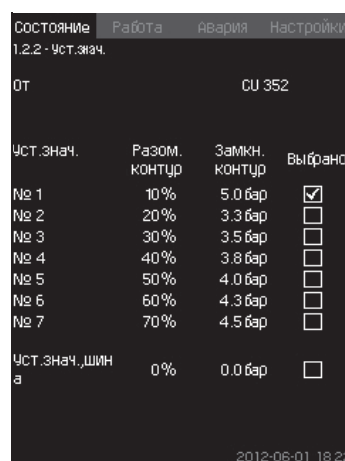 Состояние Работа Авария Настройки
1.2.2 - Уст.знач.
От CU 352
Уст.знач. Разом. контур Замкн. контур Выбрано
№ 1 10% 5.0 бар
№ 2 20% 3.3 бар
№ 3 30% 3.5 бар
№ 4 40% 3.8 бар
№ 5 50% 4.0 бар
№ 6 60% 4.3 бар
№ 7 70% 4.5 бар
Уст.знач.,шин
а 0% 0.0 бар
2012-06-01 18:22